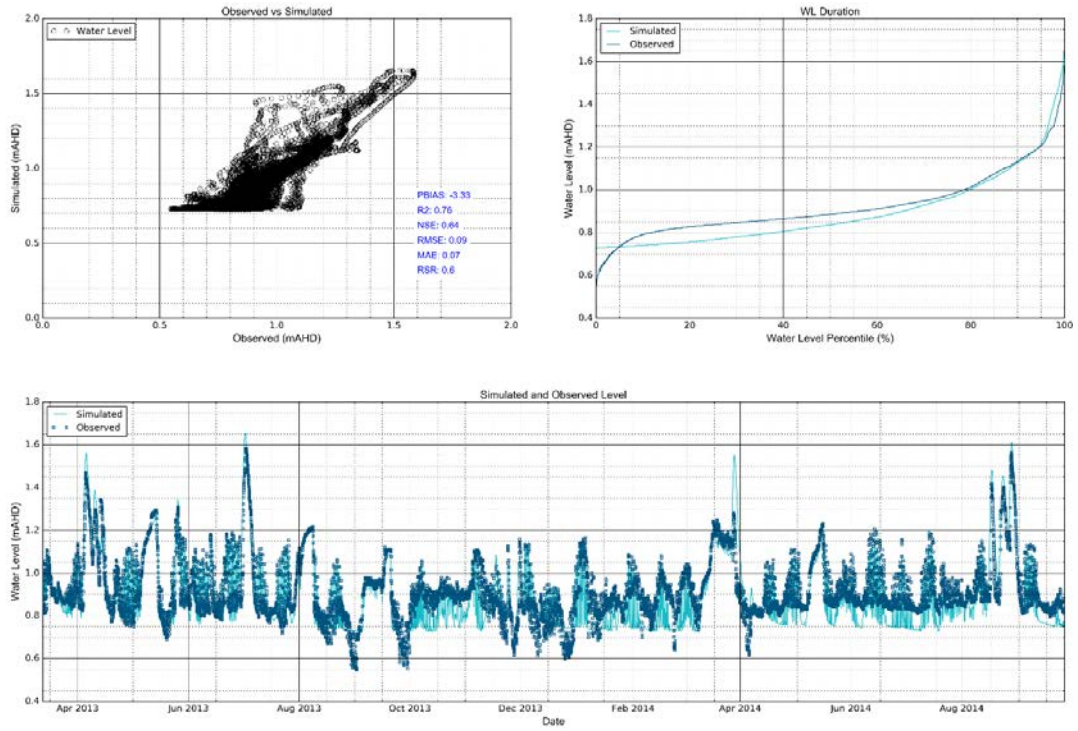 Observed vs Simulated
2.0
1.5
1.0
0.5
0.0
Simulated (mAHD)
Water Level
PBIAS: -3.33
R2: 0.76
NSE: 0.64
RMSE: 0.09
MAE: 0.07
RSR: 0.6
0.0 0.5 1.0 1.5 2.0
Observed (mAHD)
WL Duration
1.8
1.6
1.4
1.2
1.0
0.8
0.6
0.4
Water Level (mAHD)
Simulated
Observed
0 20 40 60 80 100
Water Level Percentile (%)
Simulated and Observed Level
1.8
1.6
1.4
1.2
1.0
0.8
0.6
0.4
Water Level (mAHD)
Simulated
Observed
Apr 2013 Jun 2013 Aug 2013 Oct 2013 Dec 2013 Feb 2014 Apr 2014 Jun 2014 Aug 2014
Date